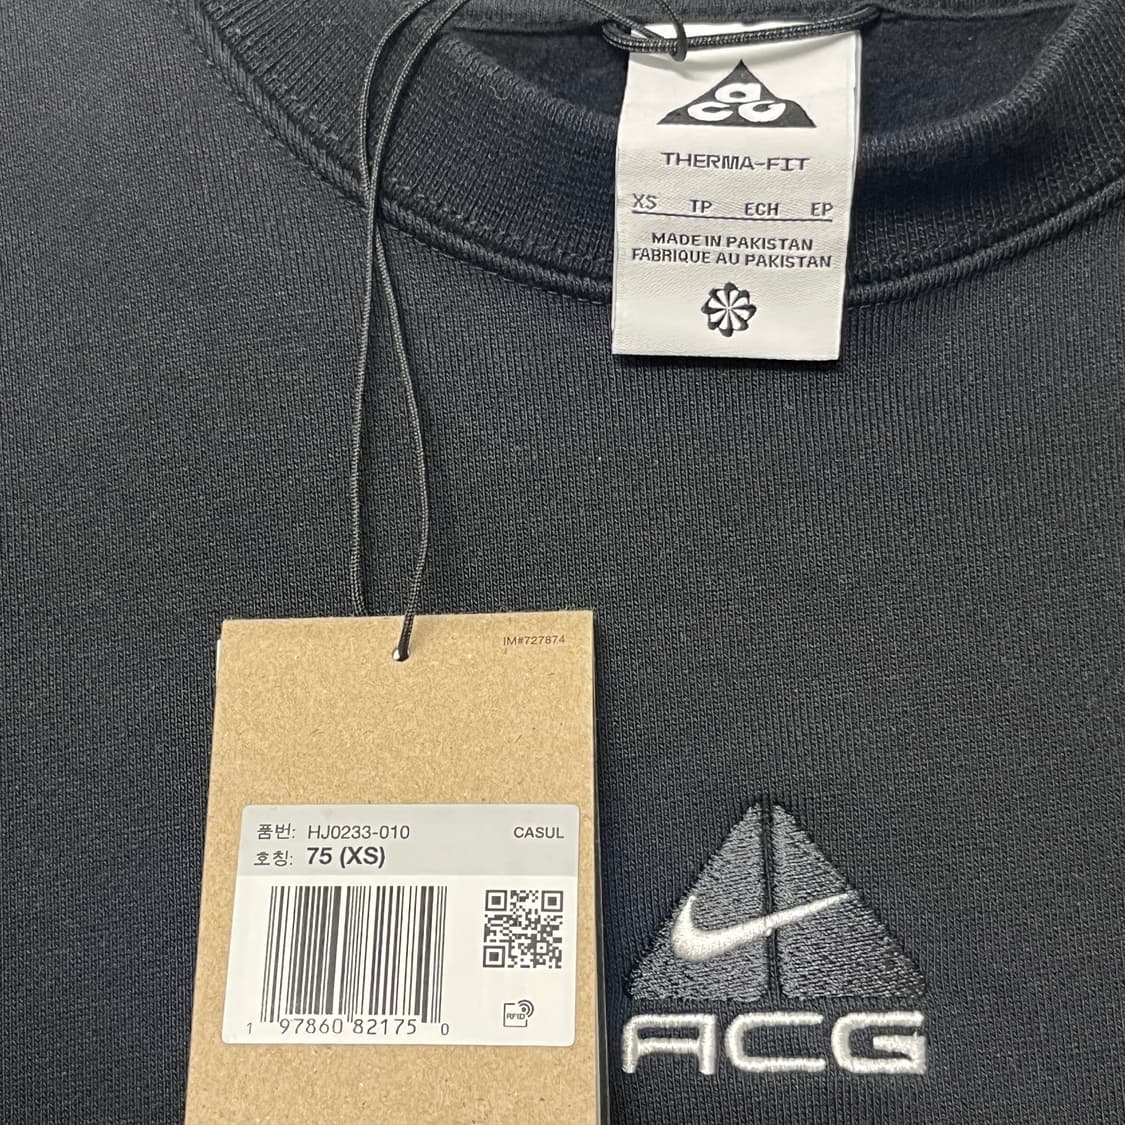 acg
THERMA-FIT
XS TP ECH EP
MADE IN PAKISTAN
FABRIQUE AU PAKISTAN
IM#727874
품번: HJ0233-010 CASUL
호칭: 75 (XS)
RFID
1 97860 82175 0
ACG